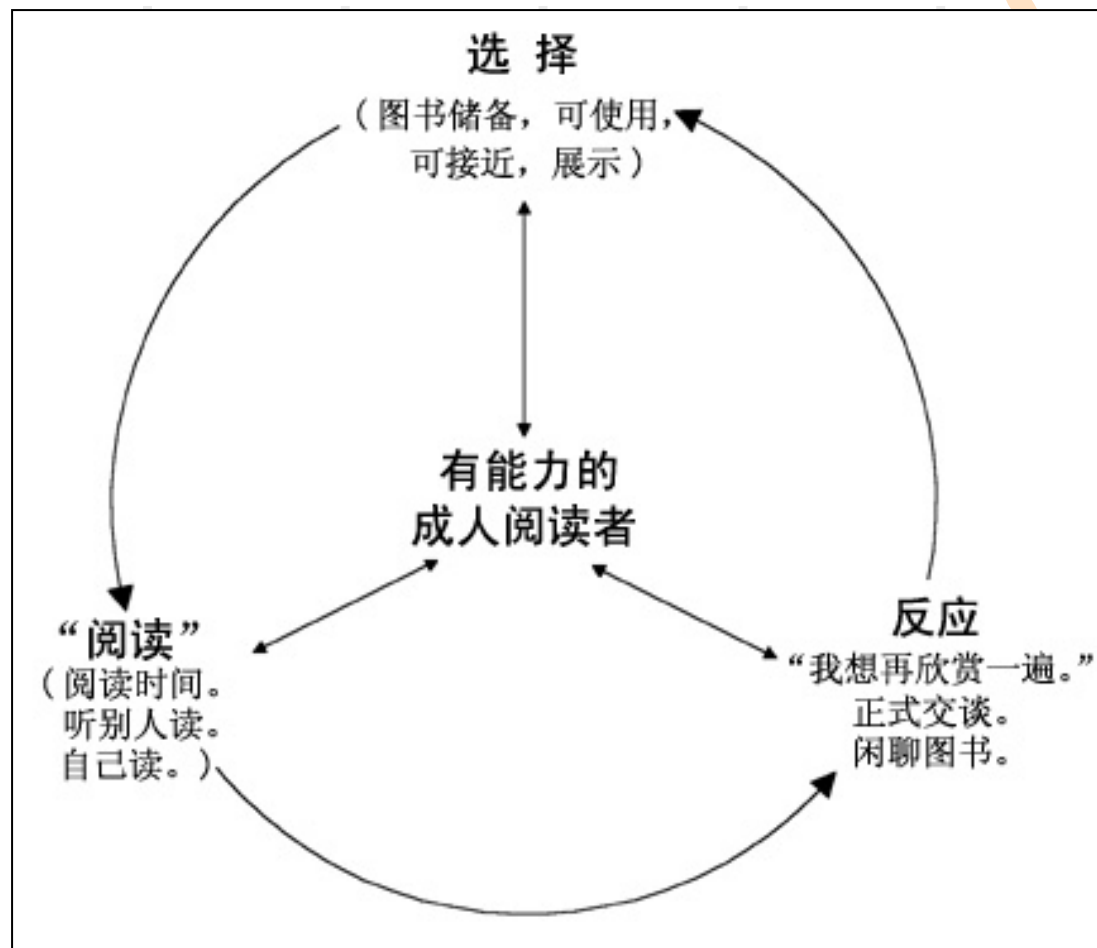 选 择
（图书储备，可使用，
可接近，展示）
有能力的
成人阅读者
“阅读”
（阅读时间。
听别人读。
自己读。）
反应
“我想再欣赏一遍。”
正式交谈。
闲聊图书。